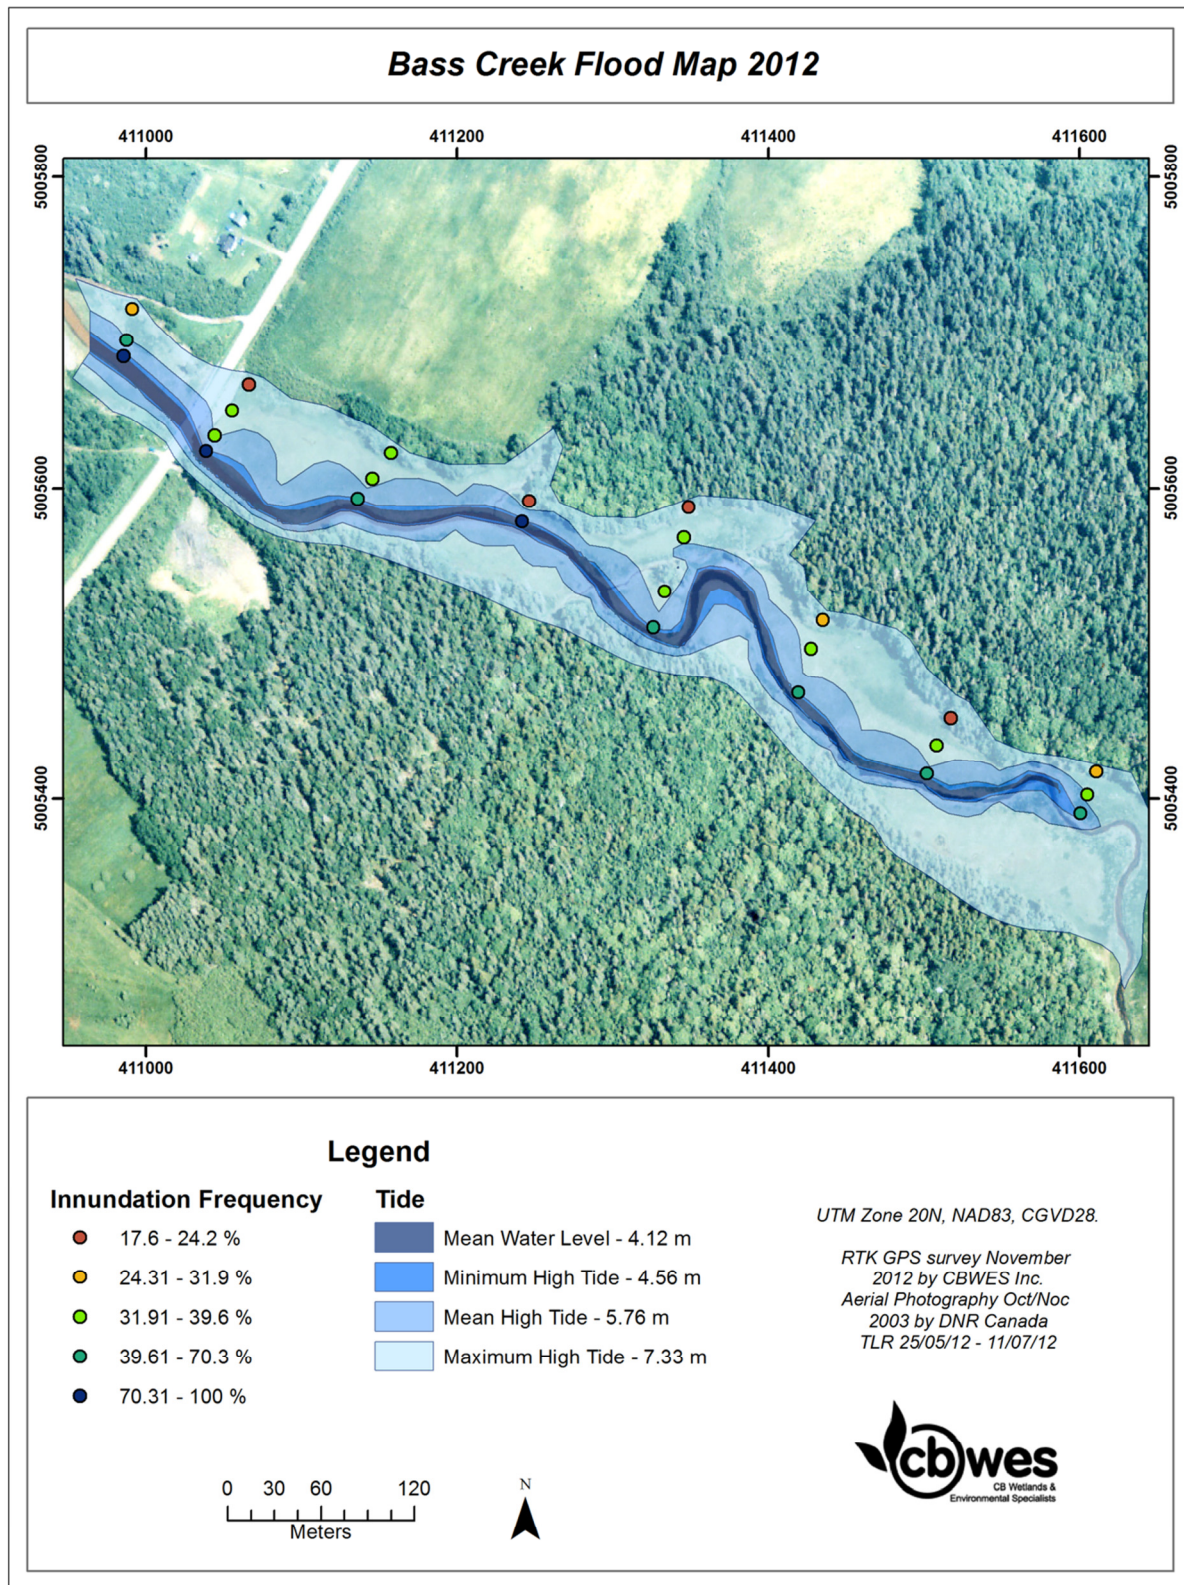 Bass Creek Flood Map 2012
411000 411200 411400 411600
5005800 5005800
5005600 5005600
5005400 5005400
411000 411200 411400 411600
Legend
Innundation Frequency
17.6 - 24.2 %
24.31 - 31.9 %
31.91 - 39.6 %
39.61 - 70.3 %
70.31 - 100 %
Tide
Mean Water Level - 4.12 m
Minimum High Tide - 4.56 m
Mean High Tide - 5.76 m
Maximum High Tide - 7.33 m
UTM Zone 20N, NAD83, CGVD28.
RTK GPS survey November
2012 by CBWES Inc.
Aerial Photography Oct/Noc
2003 by DNR Canada
TLR 25/05/12 - 11/07/12
0 30 60 120
Meters
N
cbwes
CB Wetlands &
Environmental Specialists